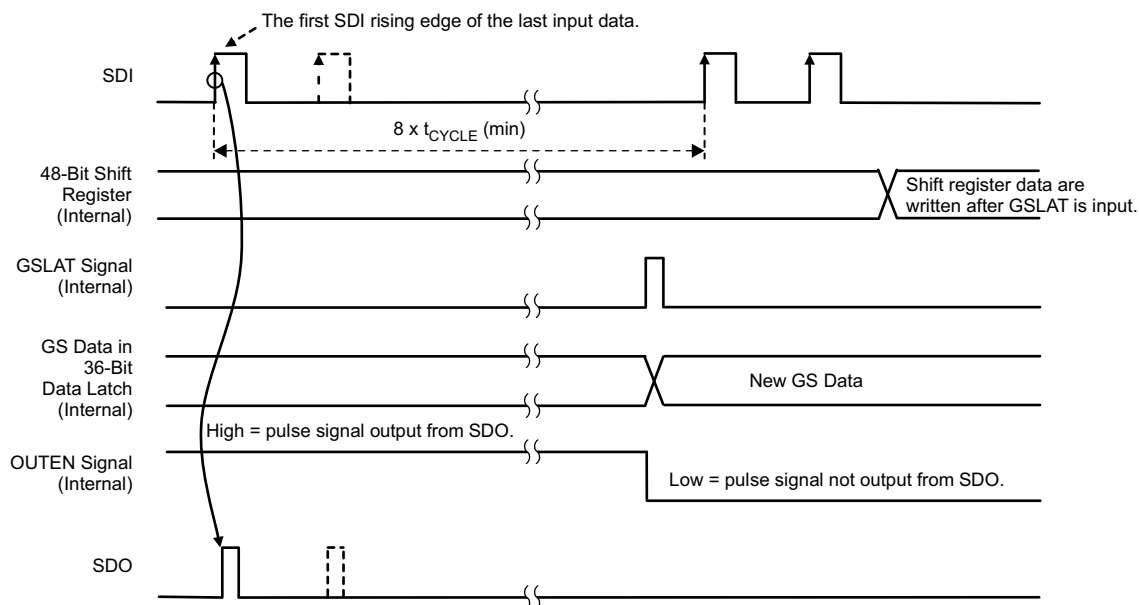 The first SDI rising edge of the last input data.
SDI
8 x tCYCLE (min)
48-Bit Shift
Register
(Internal)
Shift register data are
written after GSLAT is input.
GSLAT Signal
(Internal)
GS Data in
36-Bit
Data Latch
(Internal)
New GS Data
High = pulse signal output from SDO.
OUTEN Signal
(Internal)
Low = pulse signal not output from SDO.
SDO